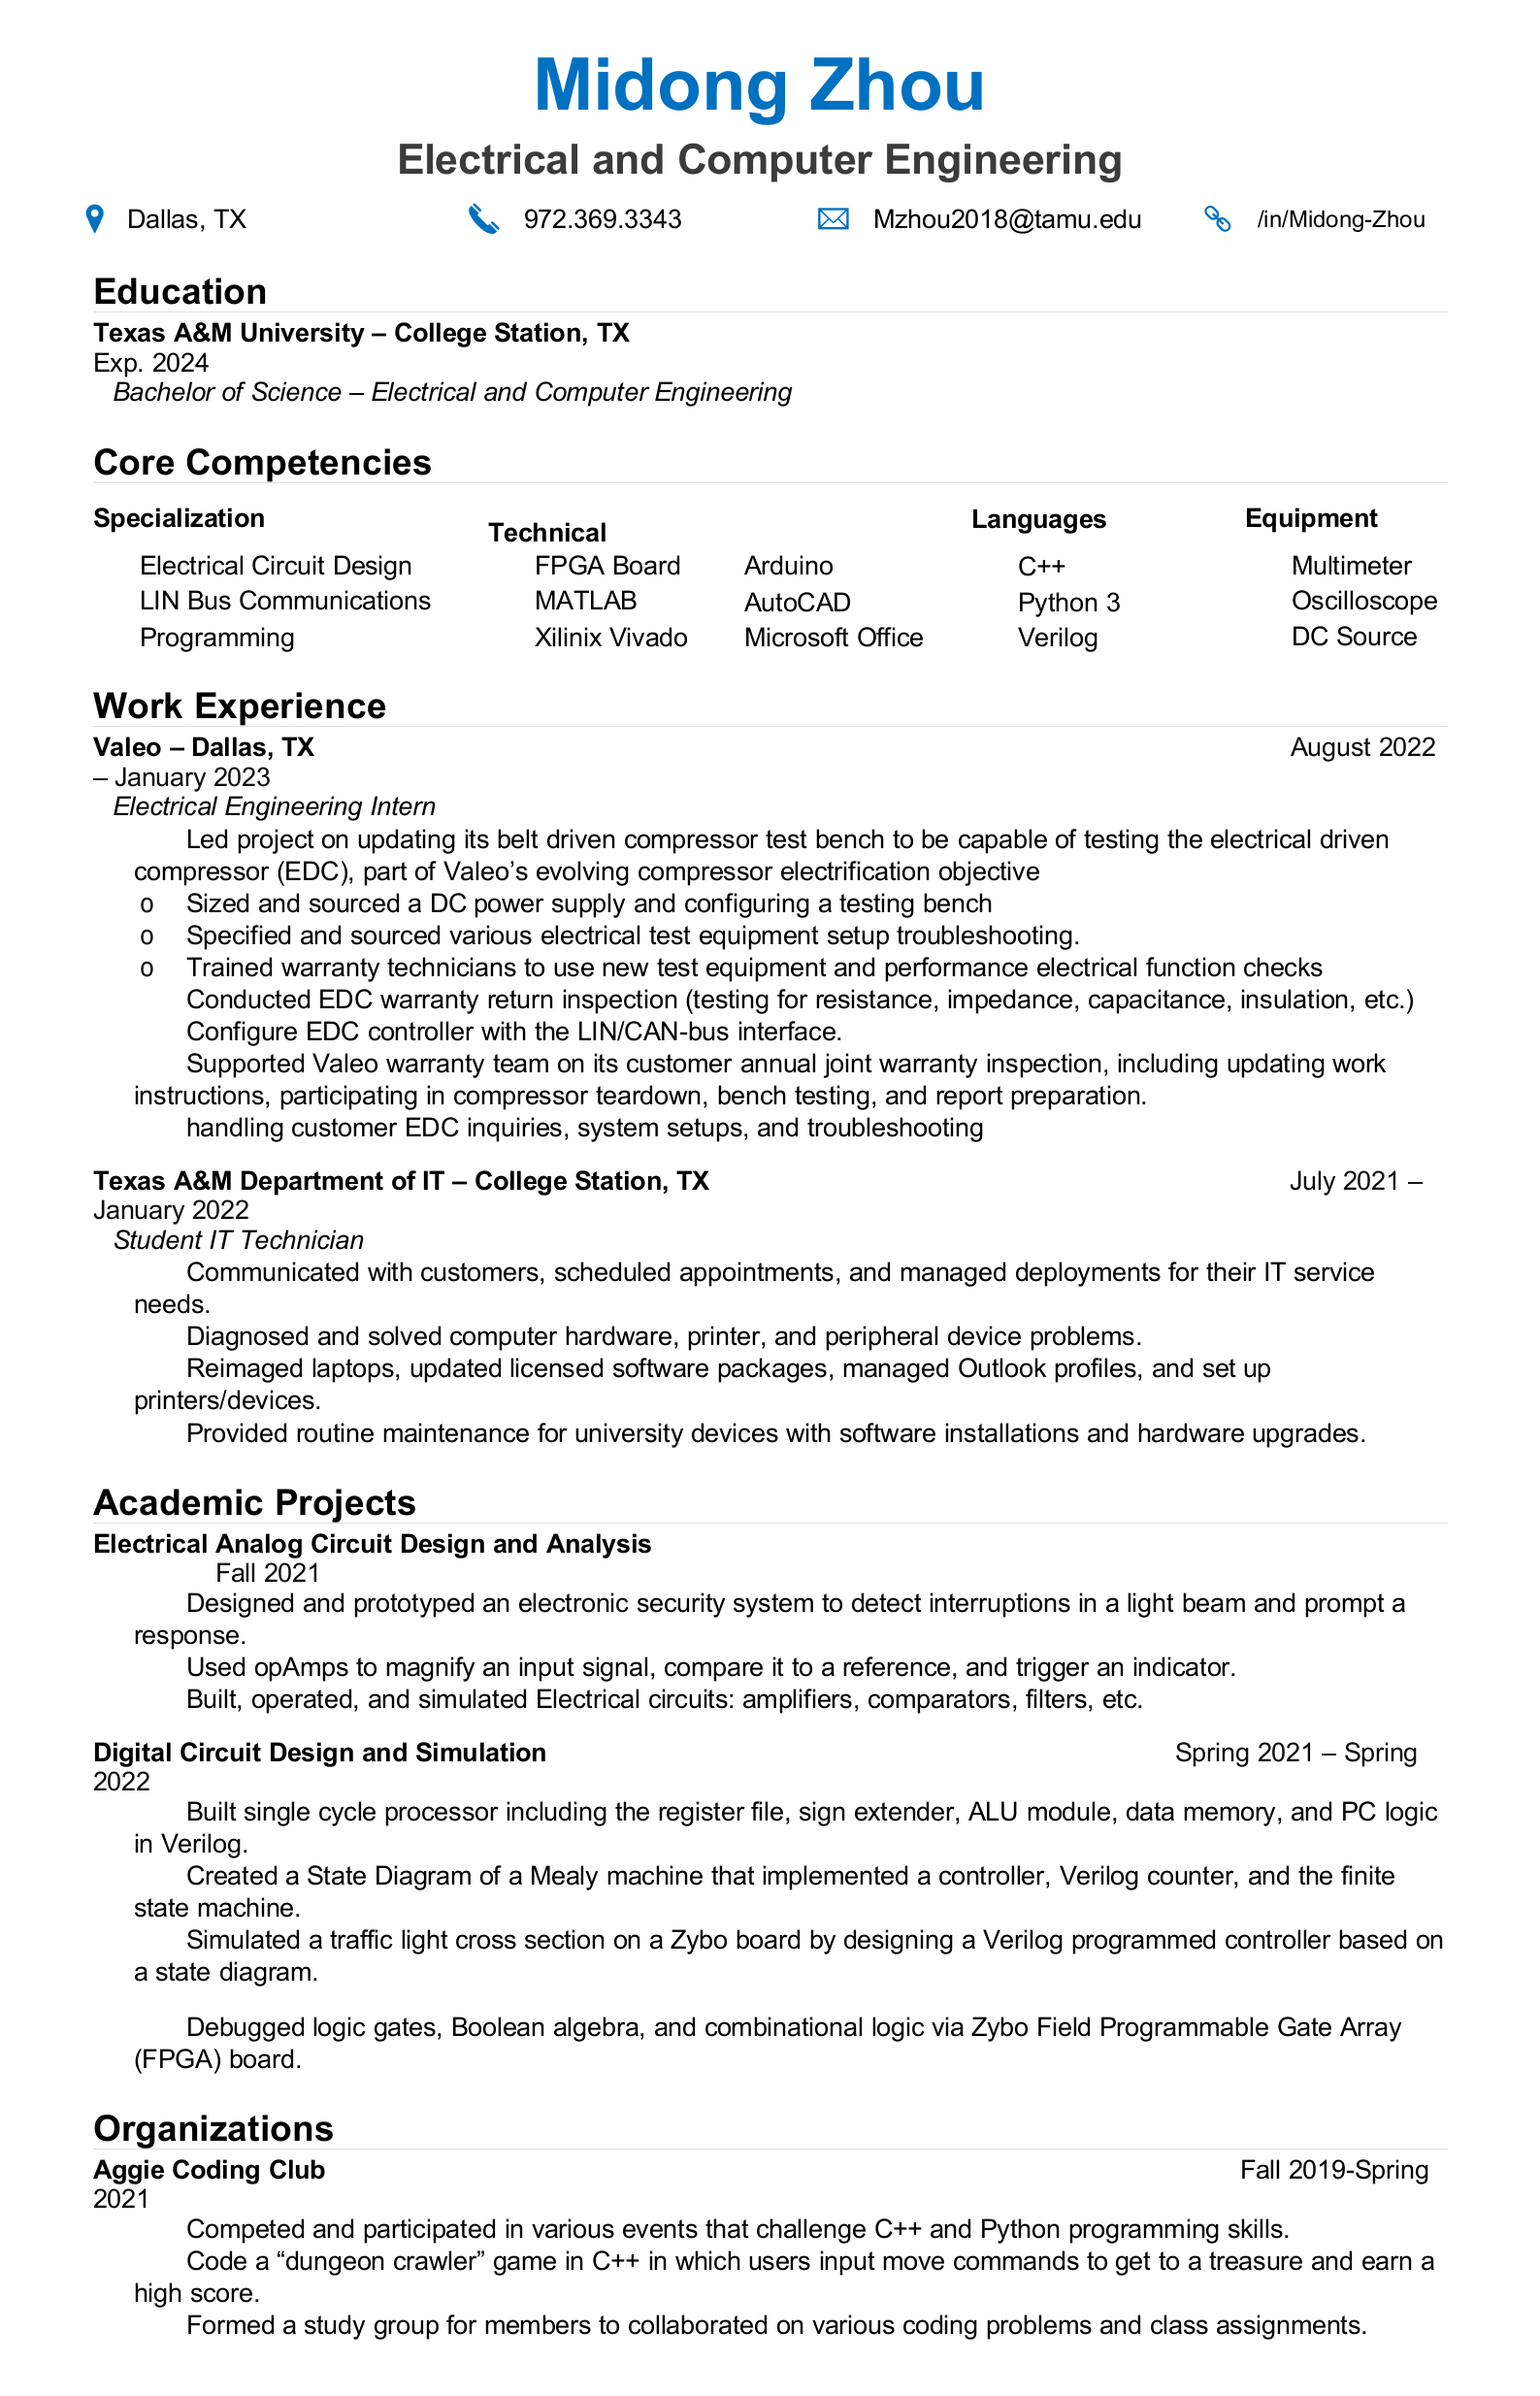 Midong Zhou
Electrical and Computer Engineering
Dallas, TX 972.369.3343 Mzhou2018@tamu.edu /in/Midong-Zhou
Education
Texas A&M University – College Station, TX
Exp. 2024
Bachelor of Science – Electrical and Computer Engineering
Core Competencies
Specialization Technical Languages Equipment
Electrical Circuit Design FPGA Board Arduino C++ Multimeter
LIN Bus Communications MATLAB AutoCAD Python 3 Oscilloscope
Programming Xilinix Vivado Microsoft Office Verilog DC Source
Work Experience
Valeo – Dallas, TX August 2022
– January 2023
Electrical Engineering Intern
Led project on updating its belt driven compressor test bench to be capable of testing the electrical driven
compressor (EDC), part of Valeo’s evolving compressor electrification objective
o Sized and sourced a DC power supply and configuring a testing bench
o Specified and sourced various electrical test equipment setup troubleshooting.
o Trained warranty technicians to use new test equipment and performance electrical function checks
Conducted EDC warranty return inspection (testing for resistance, impedance, capacitance, insulation, etc.)
Configure EDC controller with the LIN/CAN-bus interface.
Supported Valeo warranty team on its customer annual joint warranty inspection, including updating work
instructions, participating in compressor teardown, bench testing, and report preparation.
handling customer EDC inquiries, system setups, and troubleshooting
Texas A&M Department of IT – College Station, TX July 2021 –
January 2022
Student IT Technician
Communicated with customers, scheduled appointments, and managed deployments for their IT service
needs.
Diagnosed and solved computer hardware, printer, and peripheral device problems.
Reimaged laptops, updated licensed software packages, managed Outlook profiles, and set up
printers/devices.
Provided routine maintenance for university devices with software installations and hardware upgrades.
Academic Projects
Electrical Analog Circuit Design and Analysis
Fall 2021
Designed and prototyped an electronic security system to detect interruptions in a light beam and prompt a
response.
Used opAmps to magnify an input signal, compare it to a reference, and trigger an indicator.
Built, operated, and simulated Electrical circuits: amplifiers, comparators, filters, etc.
Digital Circuit Design and Simulation Spring 2021 – Spring
2022
Built single cycle processor including the register file, sign extender, ALU module, data memory, and PC logic
in Verilog.
Created a State Diagram of a Mealy machine that implemented a controller, Verilog counter, and the finite
state machine.
Simulated a traffic light cross section on a Zybo board by designing a Verilog programmed controller based on
a state diagram.
Debugged logic gates, Boolean algebra, and combinational logic via Zybo Field Programmable Gate Array
(FPGA) board.
Organizations
Aggie Coding Club Fall 2019-Spring
2021
Competed and participated in various events that challenge C++ and Python programming skills.
Code a “dungeon crawler” game in C++ in which users input move commands to get to a treasure and earn a
high score.
Formed a study group for members to collaborated on various coding problems and class assignments.